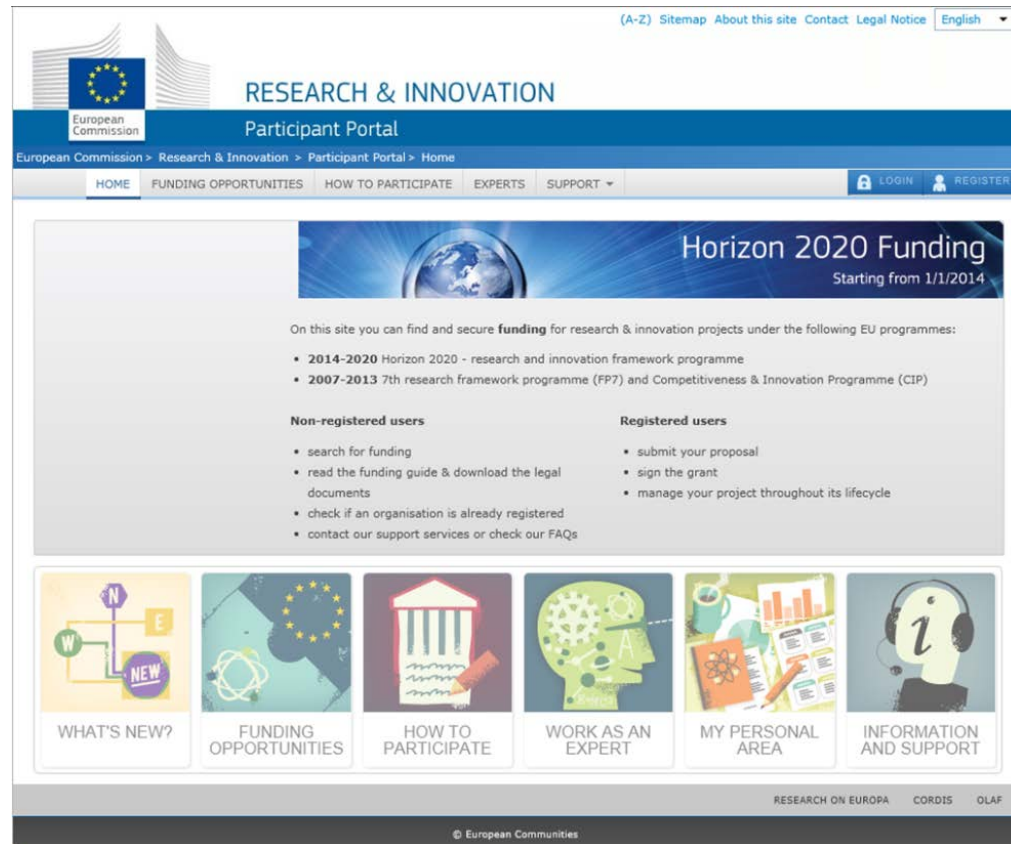 (A-Z) Sitemap About this site Contact Legal Notice English
RESEARCH & INNOVATION
European
Commission
Participant Portal
European Commission > Research & Innovation > Participant Portal > Home
HOME FUNDING OPPORTUNITIES HOW TO PARTICIPATE EXPERTS SUPPORT LOGIN REGISTER
Horizon 2020 Funding
Starting from 1/1/2014
On this site you can find and secure funding for research & innovation projects under the following EU programmes:
• 2014-2020 Horizon 2020 - research and innovation framework programme
• 2007-2013 7th research framework programme (FP7) and Competitiveness & Innovation Programme (CIP)
Non-registered users
• search for funding
• read the funding guide & download the legal
documents
• check if an organisation is already registered
• contact our support services or check our FAQs
Registered users
• submit your proposal
• sign the grant
• manage your project throughout its lifecycle
N
E
W
NEW
A
i
WHAT'S NEW?
FUNDING
OPPORTUNITIES
HOW TO
PARTICIPATE
WORK AS AN
EXPERT
MY PERSONAL
AREA
INFORMATION
AND SUPPORT
RESEARCH ON EUROPA CORDIS OLAF
© European Communities